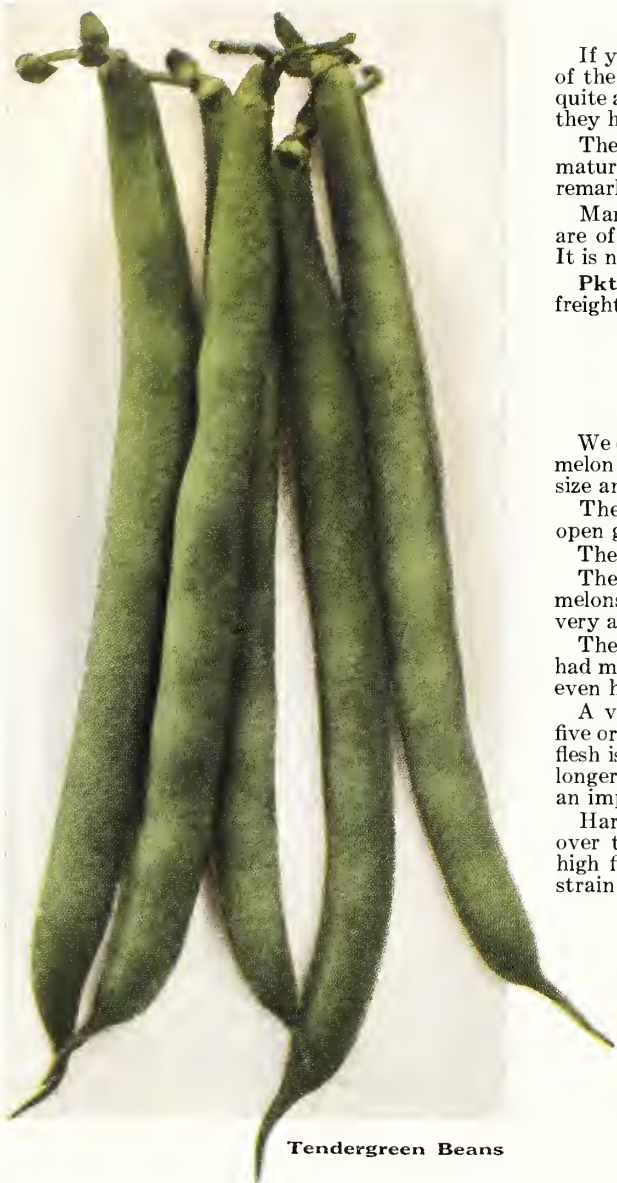 If y
of the
quite a
they h
The
matur
remarl
Mar
are of
It is n
Pkt
freight
We
melon
size ar
The
open g
The
The
melons
very a
The
had m
even h
A v
five or
flesh is
longer
an imp
Har
over t
high f
strain
Tendergreen Beans